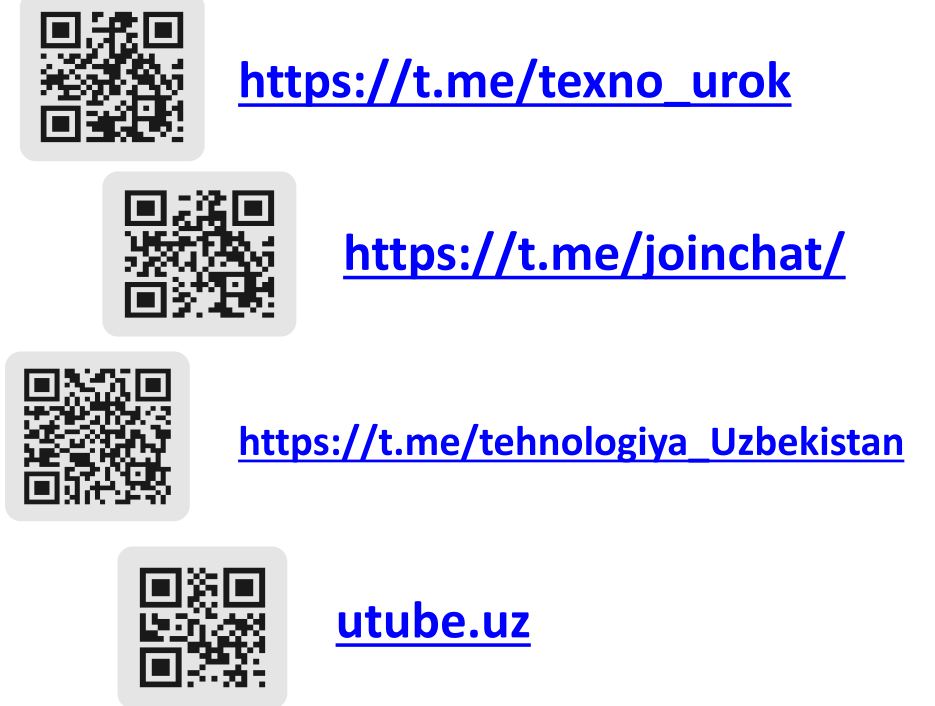 https://t.me/texno_urok
https://t.me/joinchat/
https://t.me/tehnologiya_Uzbekistan
utube.uz